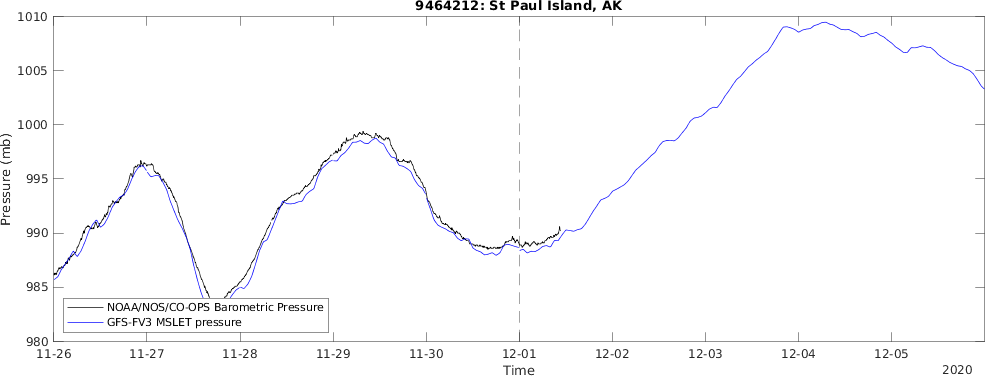 9464212: St Paul Island, AK
Pressure (mb)
1010
1005
1000
995
990
985
980
NOAA/NOS/CO-OPS Barometric Pressure
GFS-FV3 MSLET pressure
11-26 11-27 11-28 11-29 11-30 12-01 12-02 12-03 12-04 12-05
Time
2020